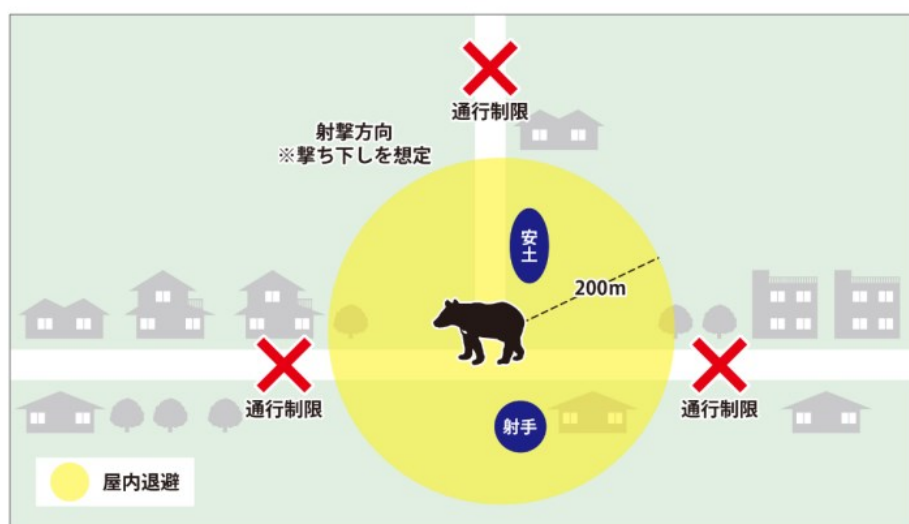 通行制限
射撃方向
※撃ち下しを想定
安土
200m
通行制限
射手
通行制限
屋内退避